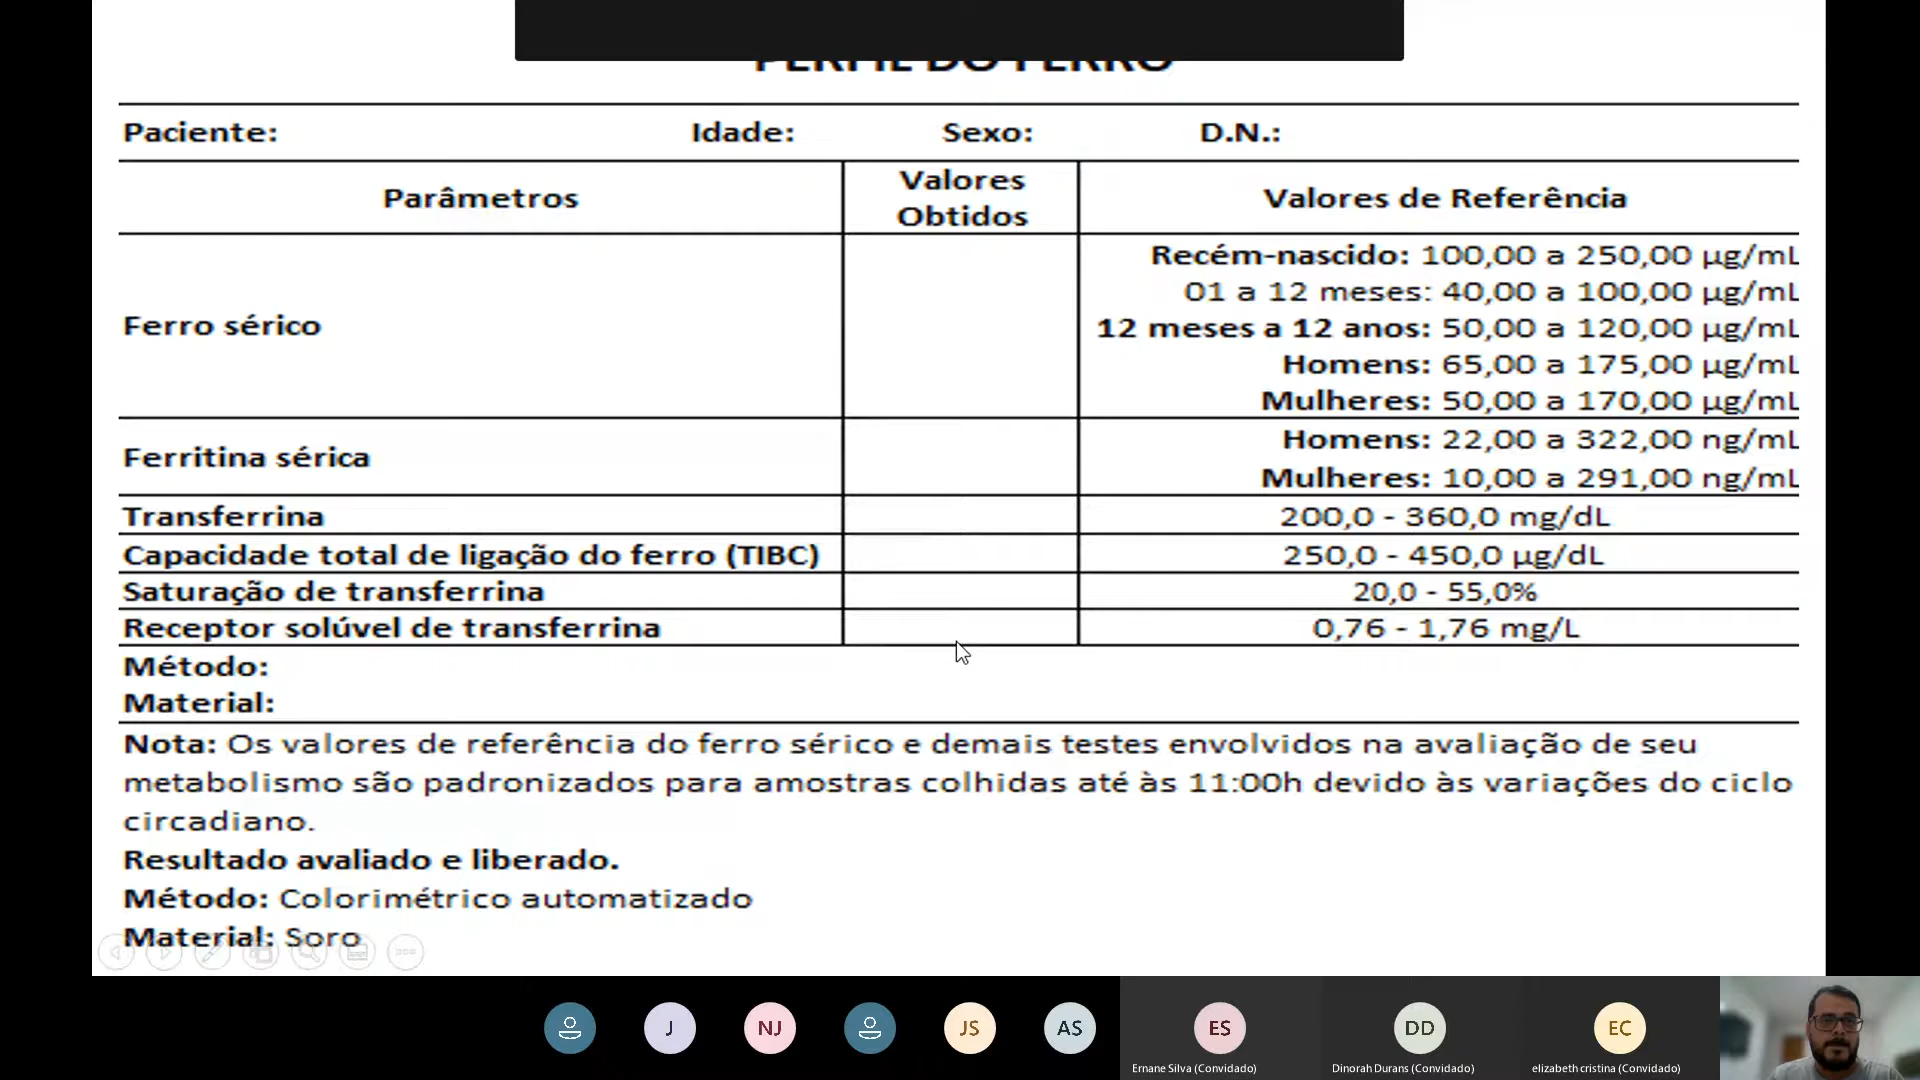 PERFIL DO FERRO
Paciente: Idade: Sexo: D.N.:
Parâmetros Valores Obtidos Valores de Referência
Ferro sérico
Recém-nascido: 100,00 a 250,00 µg/mL
01 a 12 meses: 40,00 a 100,00 µg/mL
12 meses a 12 anos: 50,00 a 120,00 µg/mL
Homens: 65,00 a 175,00 µg/mL
Mulheres: 50,00 a 170,00 µg/mL
Ferritina sérica
Homens: 22,00 a 322,00 ng/mL
Mulheres: 10,00 a 291,00 ng/mL
Transferrina 200,0 - 360,0 mg/dL
Capacidade total de ligação do ferro (TIBC) 250,0 - 450,0 µg/dL
Saturação de transferrina 20,0 - 55,0%
Receptor solúvel de transferrina 0,76 - 1,76 mg/L
Método:
Material:
Nota: Os valores de referência do ferro sérico e demais testes envolvidos na avaliação de seu
metabolismo são padronizados para amostras colhidas até às 11:00h devido às variações do ciclo
circadiano.
Resultado avaliado e liberado.
Método: Colorimétrico automatizado
Material: Soro
J NJ JS AS ES DD EC
Ernane Silva (Convidado) Dinorah Durans (Convidado) elizabeth cristina (Convidado)